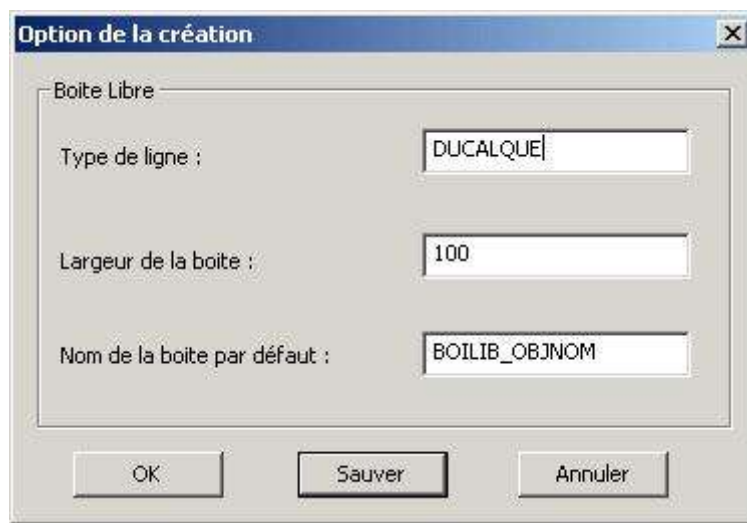 Option de la création
Boite Libre
Type de ligne : DUCALQUE
Largeur de la boite : 100
Nom de la boite par défaut : BOILIB_OBJNOM
OK Sauver Annuler